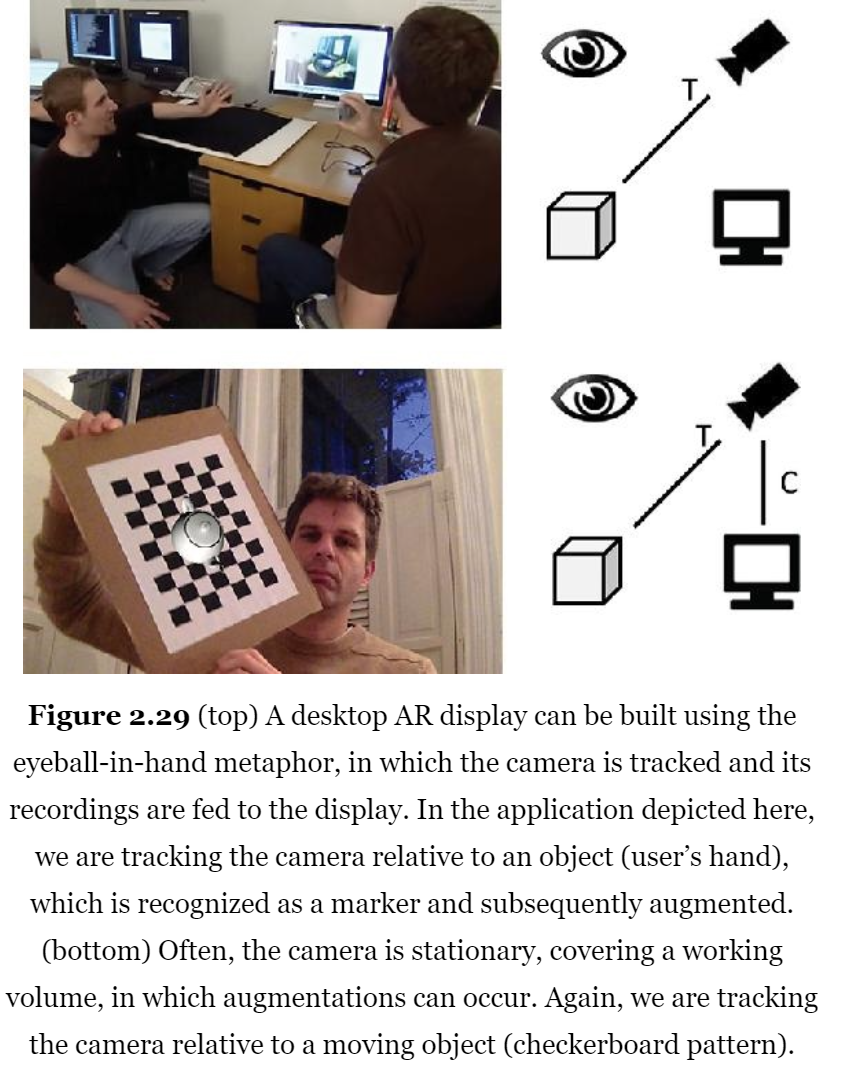 T
T
C
Figure 2.29 (top) A desktop AR display can be built using the
eyeball-in-hand metaphor, in which the camera is tracked and its
recordings are fed to the display. In the application depicted here,
we are tracking the camera relative to an object (user’s hand),
which is recognized as a marker and subsequently augmented.
(bottom) Often, the camera is stationary, covering a working
volume, in which augmentations can occur. Again, we are tracking
the camera relative to a moving object (checkerboard pattern).